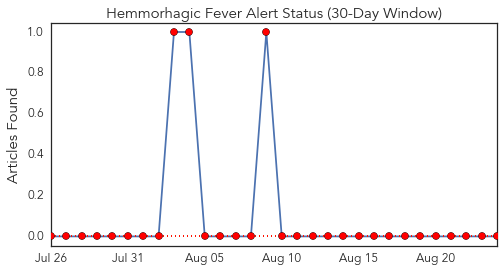 Hemmorhagic Fever Alert Status (30-Day Window)
Articles Found
1.0
0.8
0.6
0.4
0.2
0.0
Jul 26 Jul 31 Aug 05 Aug 10 Aug 15 Aug 20